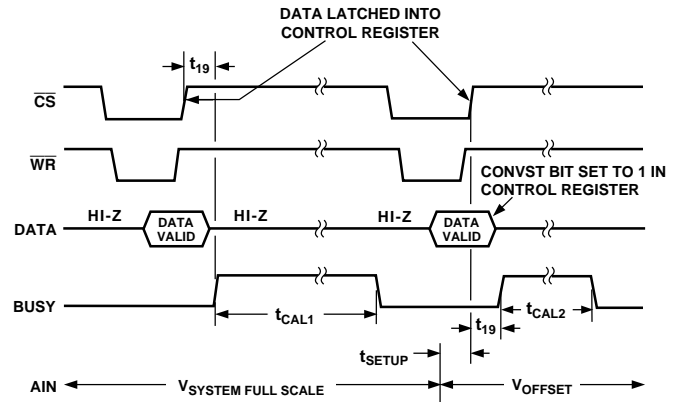 DATA LATCHED INTO
CONTROL REGISTER
t19
CS
WR
CONVST BIT SET TO 1 IN
CONTROL REGISTER
DATA
HI-Z
DATA
VALID
HI-Z
HI-Z
DATA
VALID
BUSY
tCAL1
t19
tCAL2
tSETUP
AIN
VSYSTEM FULL SCALE
VOFFSET